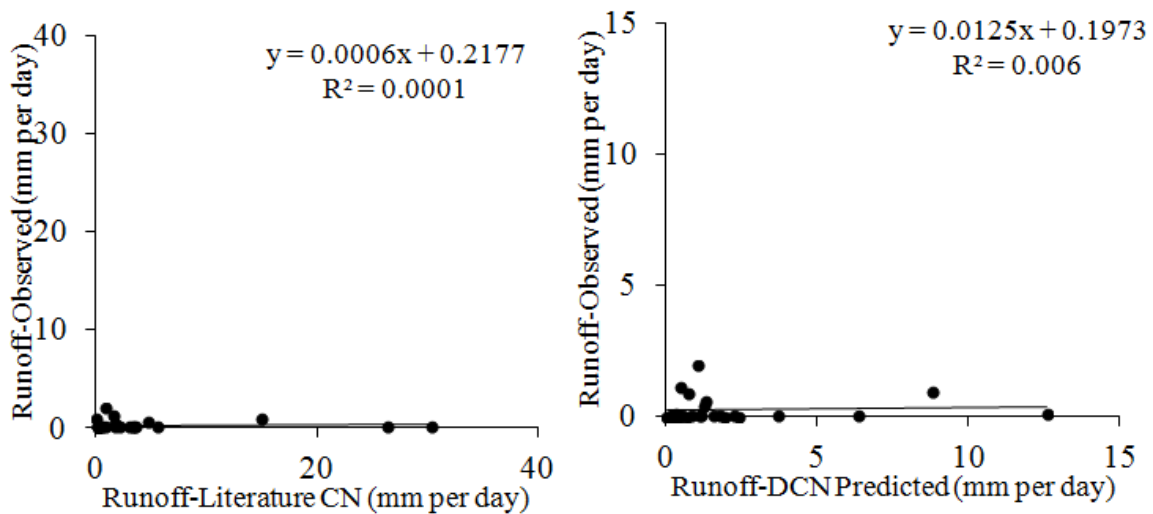 y = 0.0006x + 0.2177
R² = 0.0001
Runoff-Observed (mm per day)
40
30
20
10
0
0 20 40
Runoff-Literature CN (mm per day)
y = 0.0125x + 0.1973
R² = 0.006
Runoff-Observed (mm per day)
15
10
5
0
0 5 10 15
Runoff-DCN Predicted (mm per day)